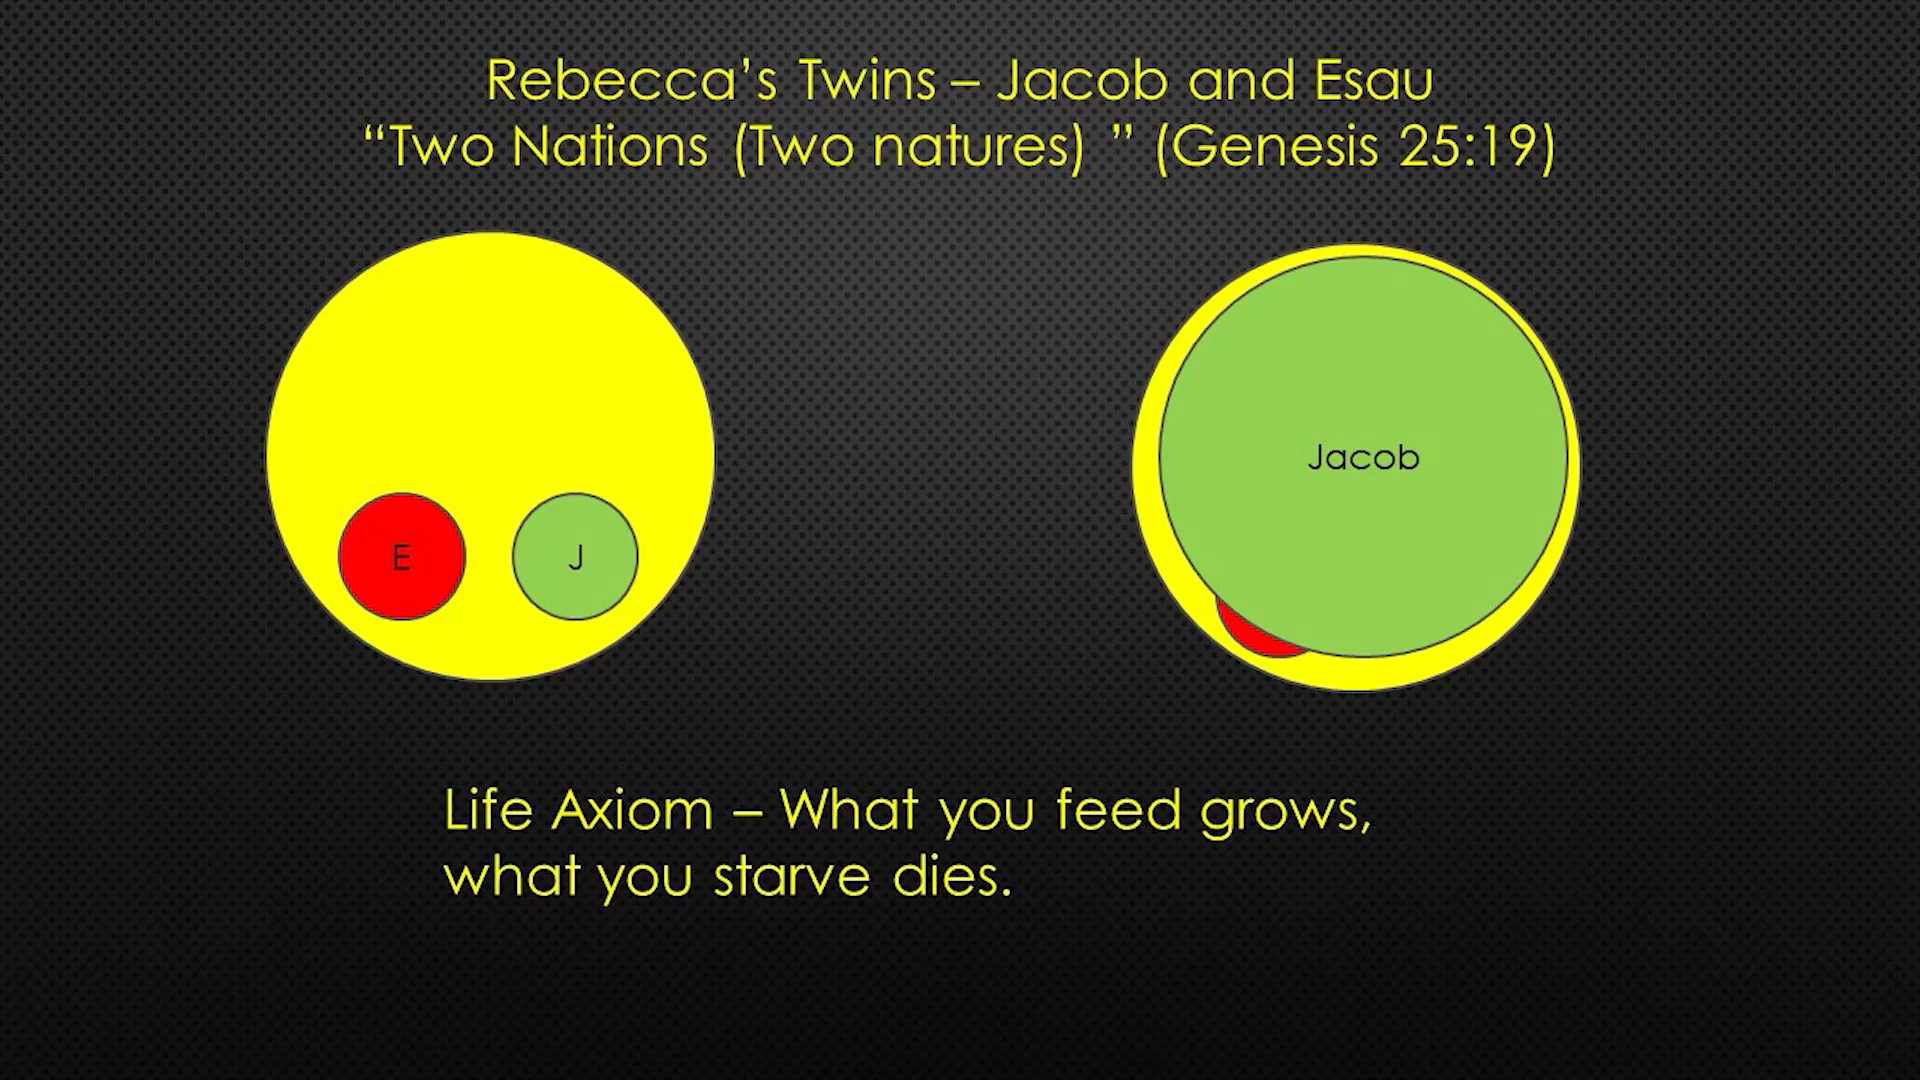 Rebecca’s Twins – Jacob and Esau
“Two Nations (Two natures) ” (Genesis 25:19)
E
J
Jacob
Life Axiom – What you feed grows,
what you starve dies.